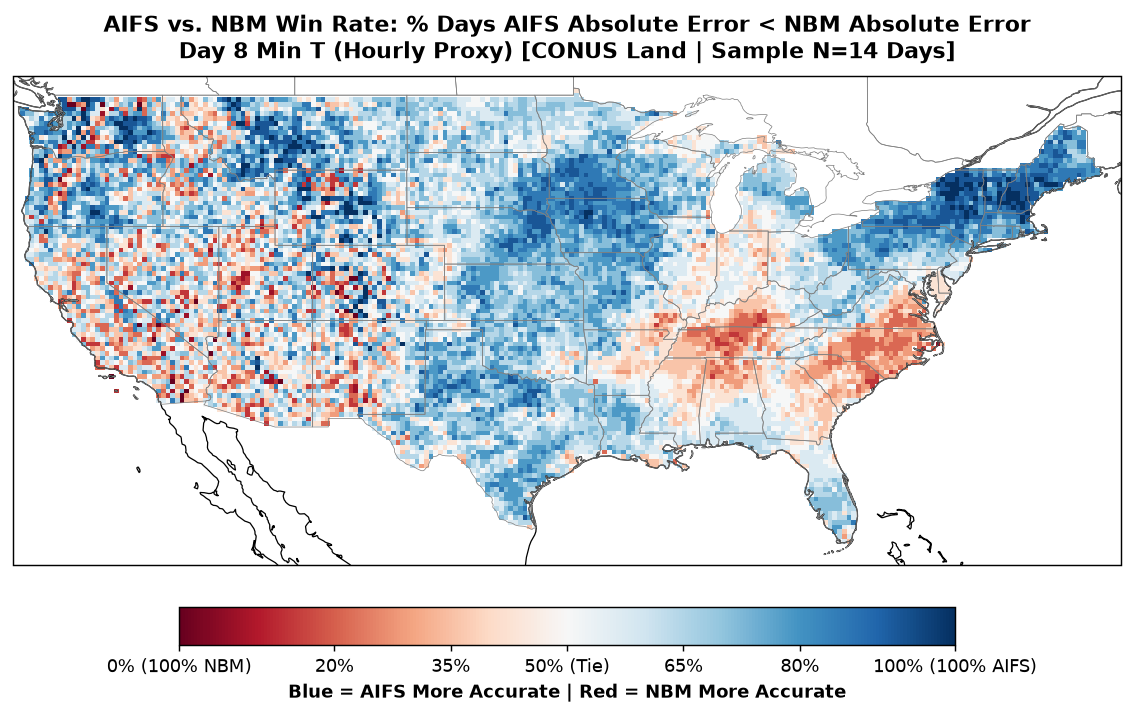 AIFS vs. NBM Win Rate: % Days AIFS Absolute Error < NBM Absolute Error
Day 8 Min T (Hourly Proxy) [CONUS Land | Sample N=14 Days]
0% (100% NBM) 20% 35% 50% (Tie) 65% 80% 100% (100% AIFS)
Blue = AIFS More Accurate | Red = NBM More Accurate